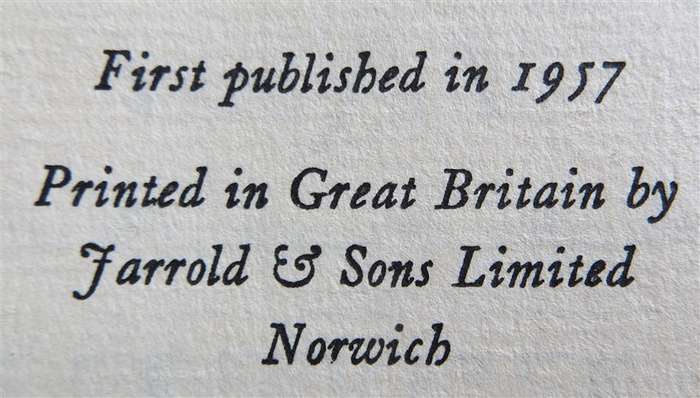 First published in 1957
Printed in Great Britain by
Jarrold & Sons Limited
Norwich